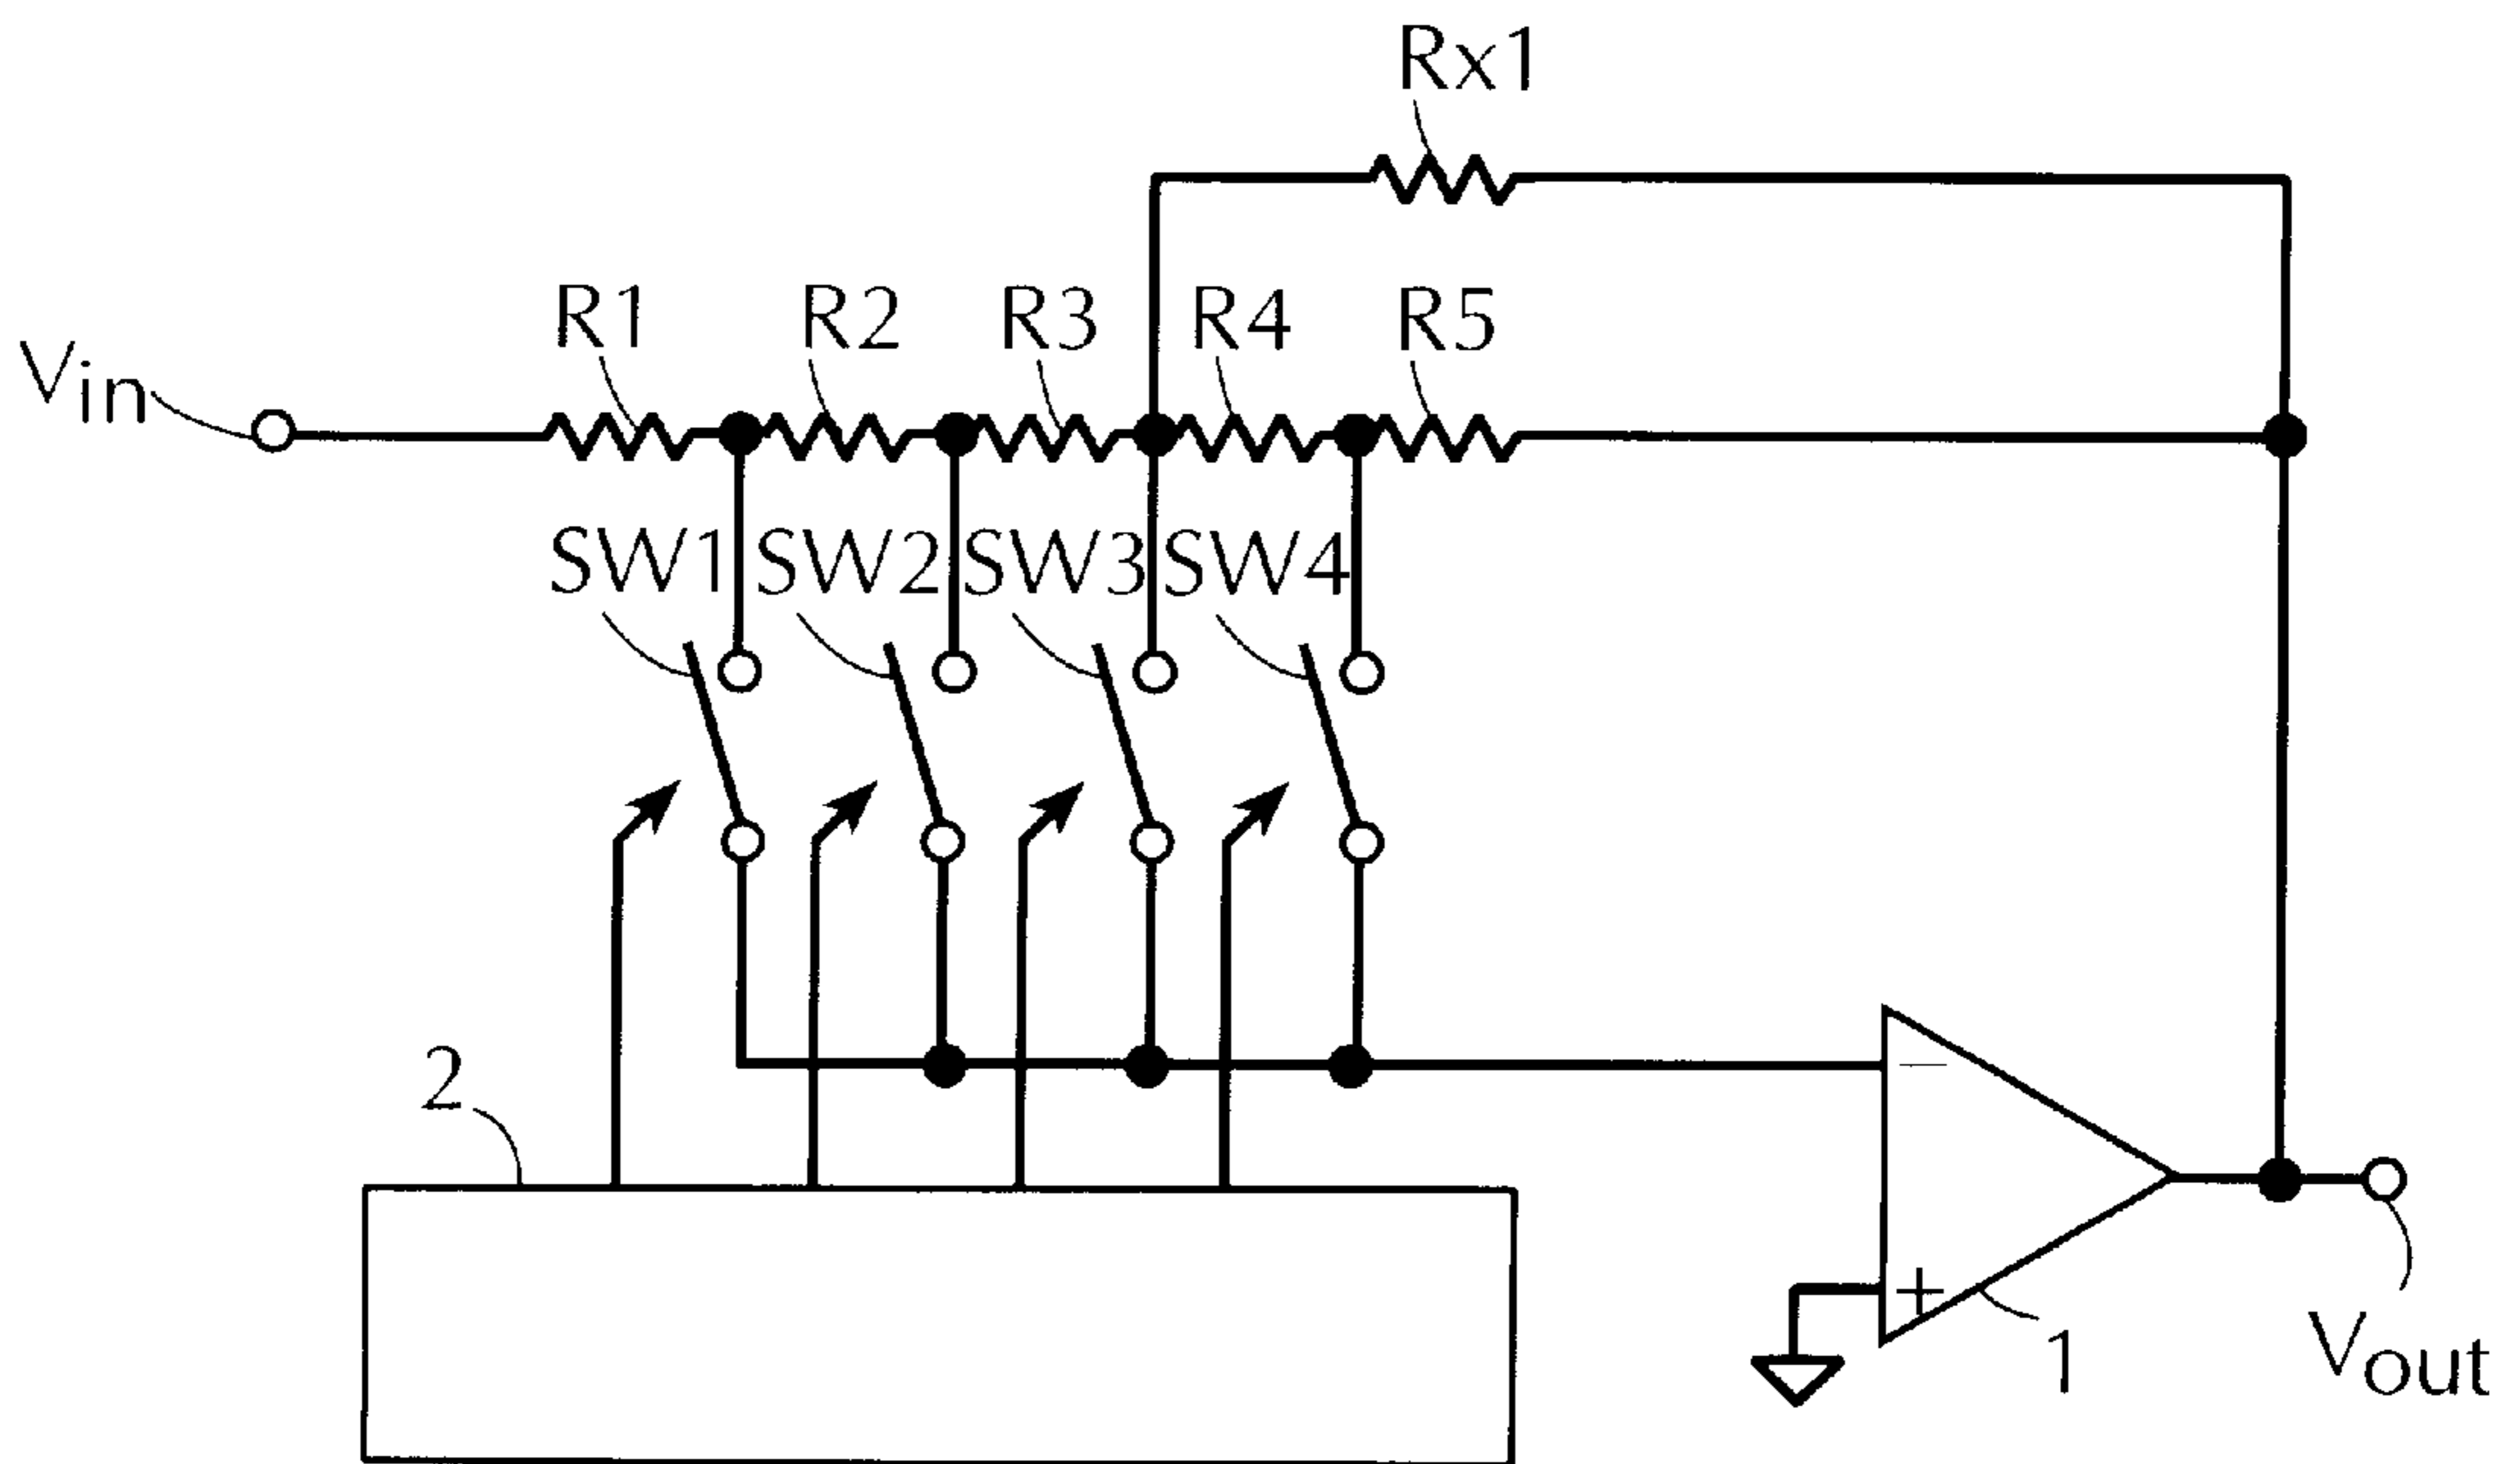 Rx1
R1 R2 R3 R4 R5
Vin
SW1 SW2 SW3 SW4
2
−
+
1
Vout